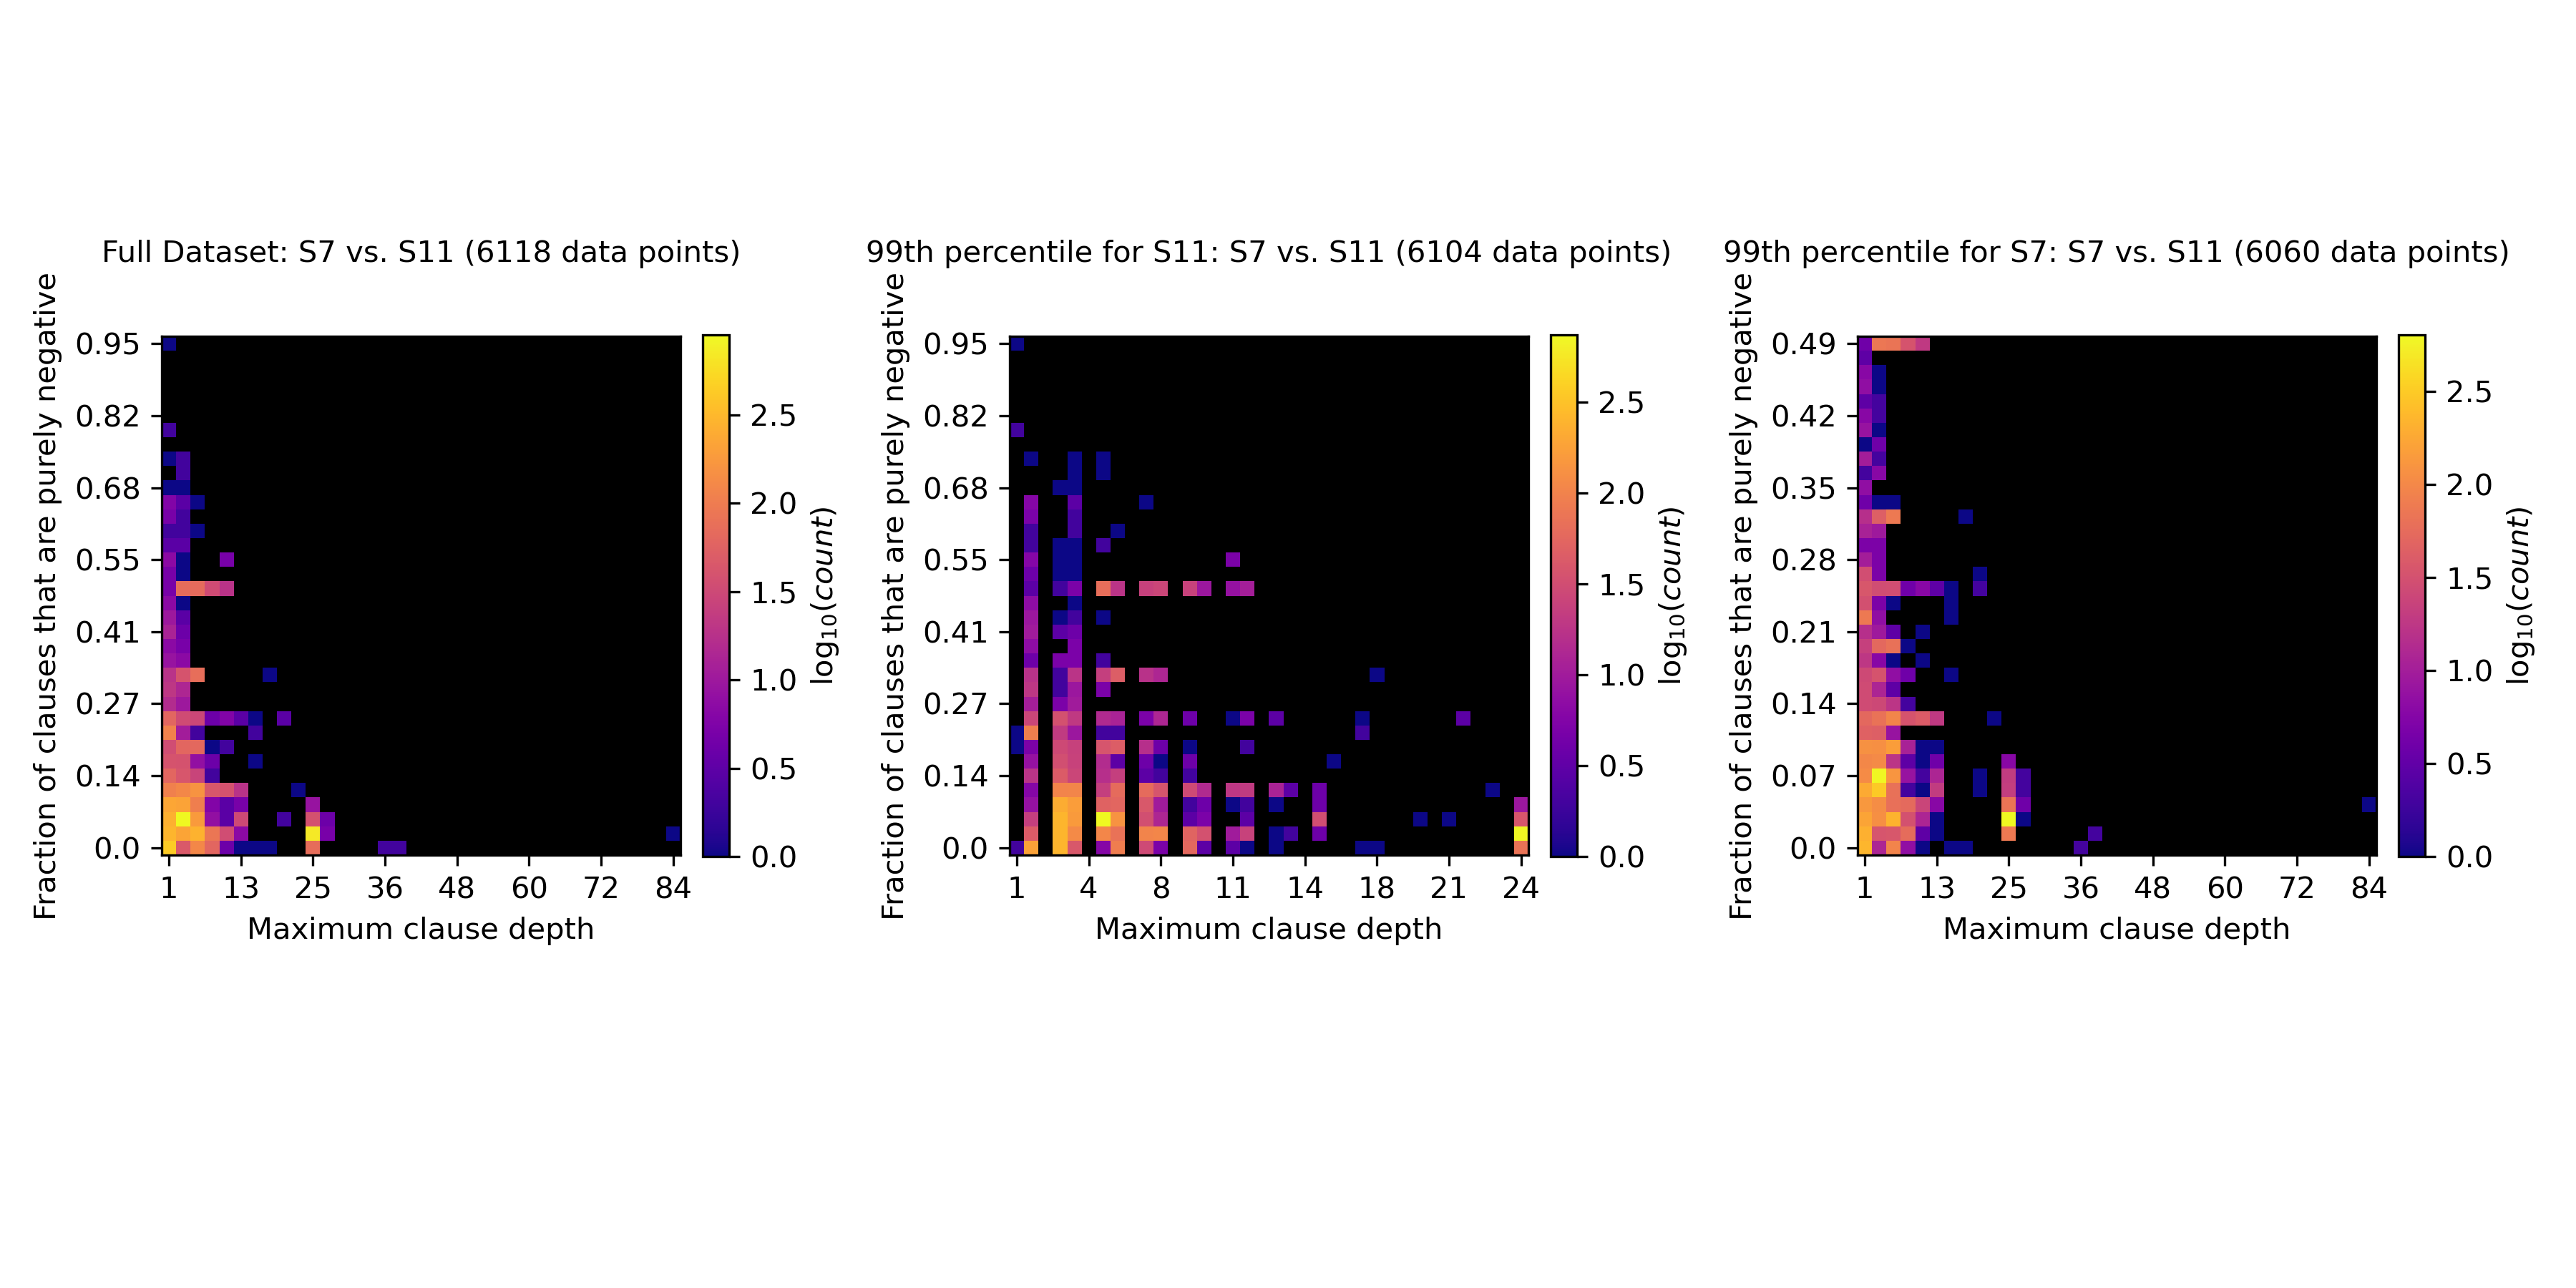 Full Dataset: S7 vs. S11 (6118 data points)
Fraction of clauses that are purely negative
0.95
0.82
0.68
0.55
0.41
0.27
0.14
0.0
1 13 25 36 48 60 72 84
Maximum clause depth
2.5
2.0
1.5
1.0
0.5
0.0
log10(count)
99th percentile for S11: S7 vs. S11 (6104 data points)
Fraction of clauses that are purely negative
0.95
0.82
0.68
0.55
0.41
0.27
0.14
0.0
1 4 8 11 14 18 21 24
Maximum clause depth
2.5
2.0
1.5
1.0
0.5
0.0
log10(count)
99th percentile for S7: S7 vs. S11 (6060 data points)
Fraction of clauses that are purely negative
0.49
0.42
0.35
0.28
0.21
0.14
0.07
0.0
1 13 25 36 48 60 72 84
Maximum clause depth
2.5
2.0
1.5
1.0
0.5
0.0
log10(count)